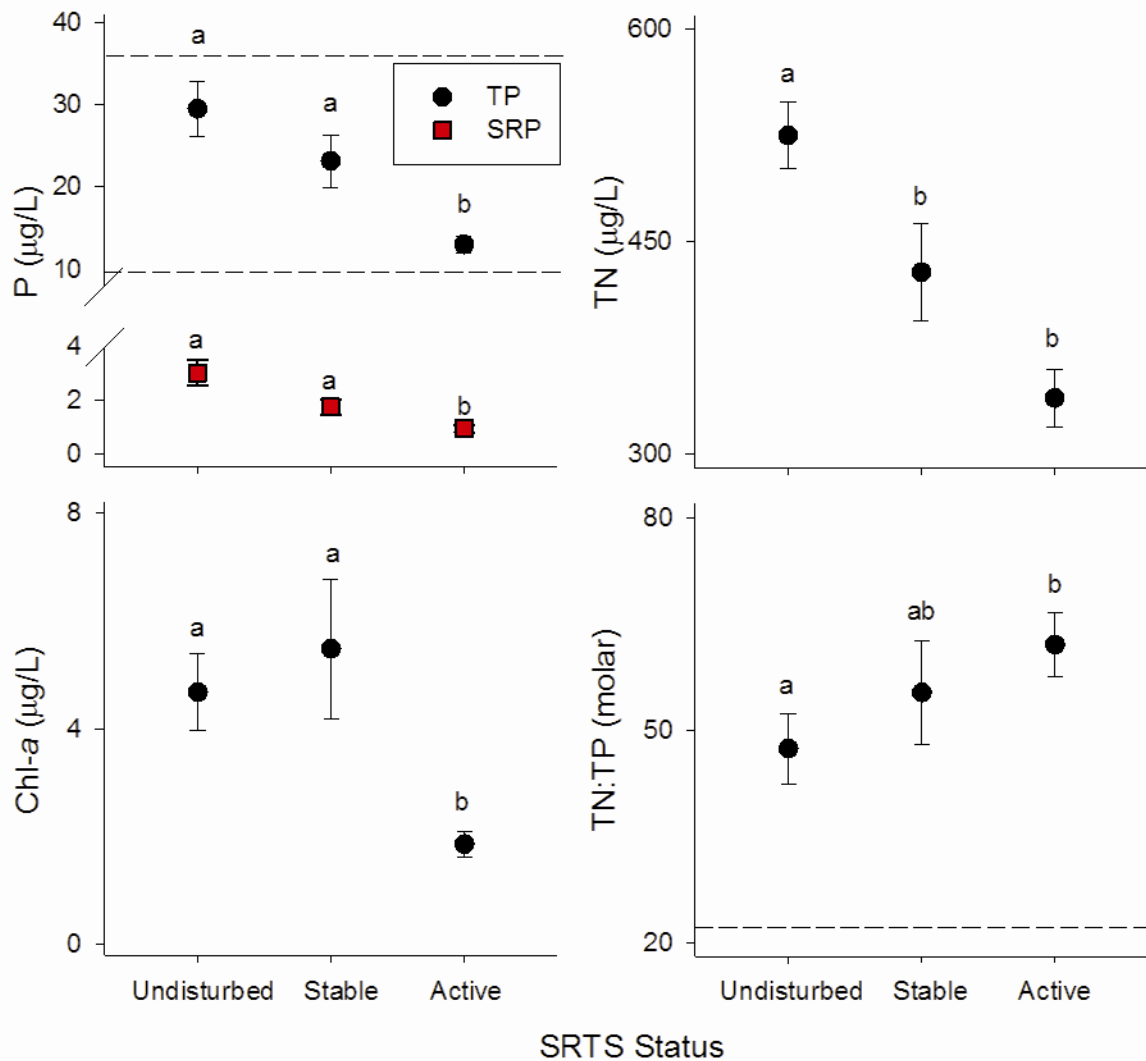 40
30
20
10
4
2
0
P (µg/L)
a
a
b
a
a
b
TP
SRP
600
450
300
TN (µg/L)
a
b
b
8
4
0
Chl-a (µg/L)
a
a
b
Undisturbed
Stable
Active
80
50
20
TN:TP (molar)
a
ab
b
Undisturbed
Stable
Active
SRTS Status